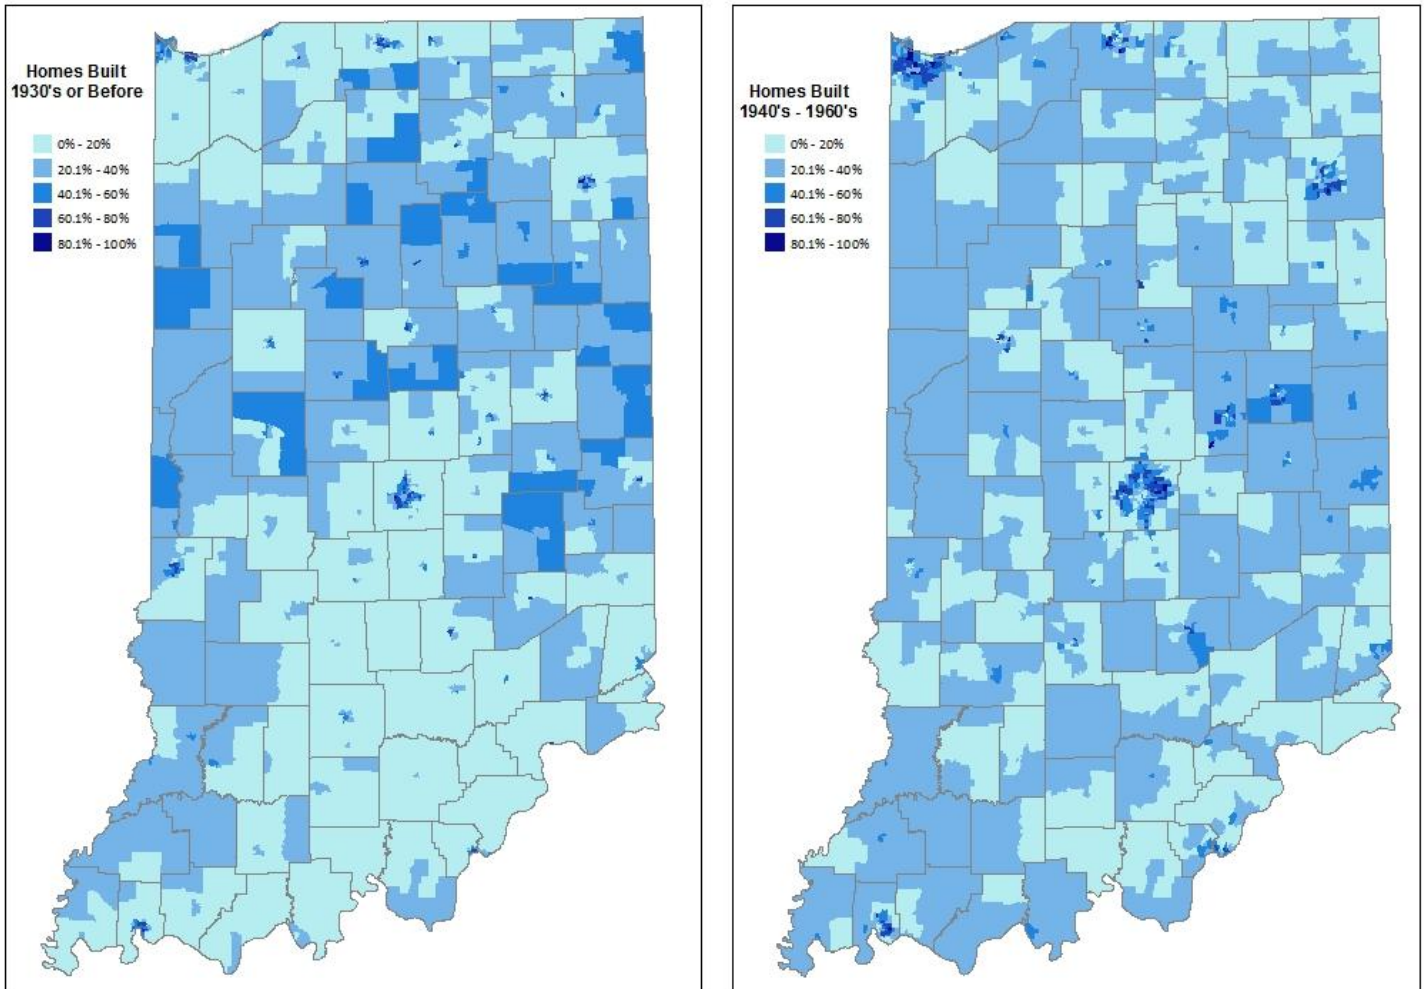 Homes Built
1930's or Before
0% - 20%
20.1% - 40%
40.1% - 60%
60.1% - 80%
80.1% - 100%
Homes Built
1940's - 1960's
0% - 20%
20.1% - 40%
40.1% - 60%
60.1% - 80%
80.1% - 100%